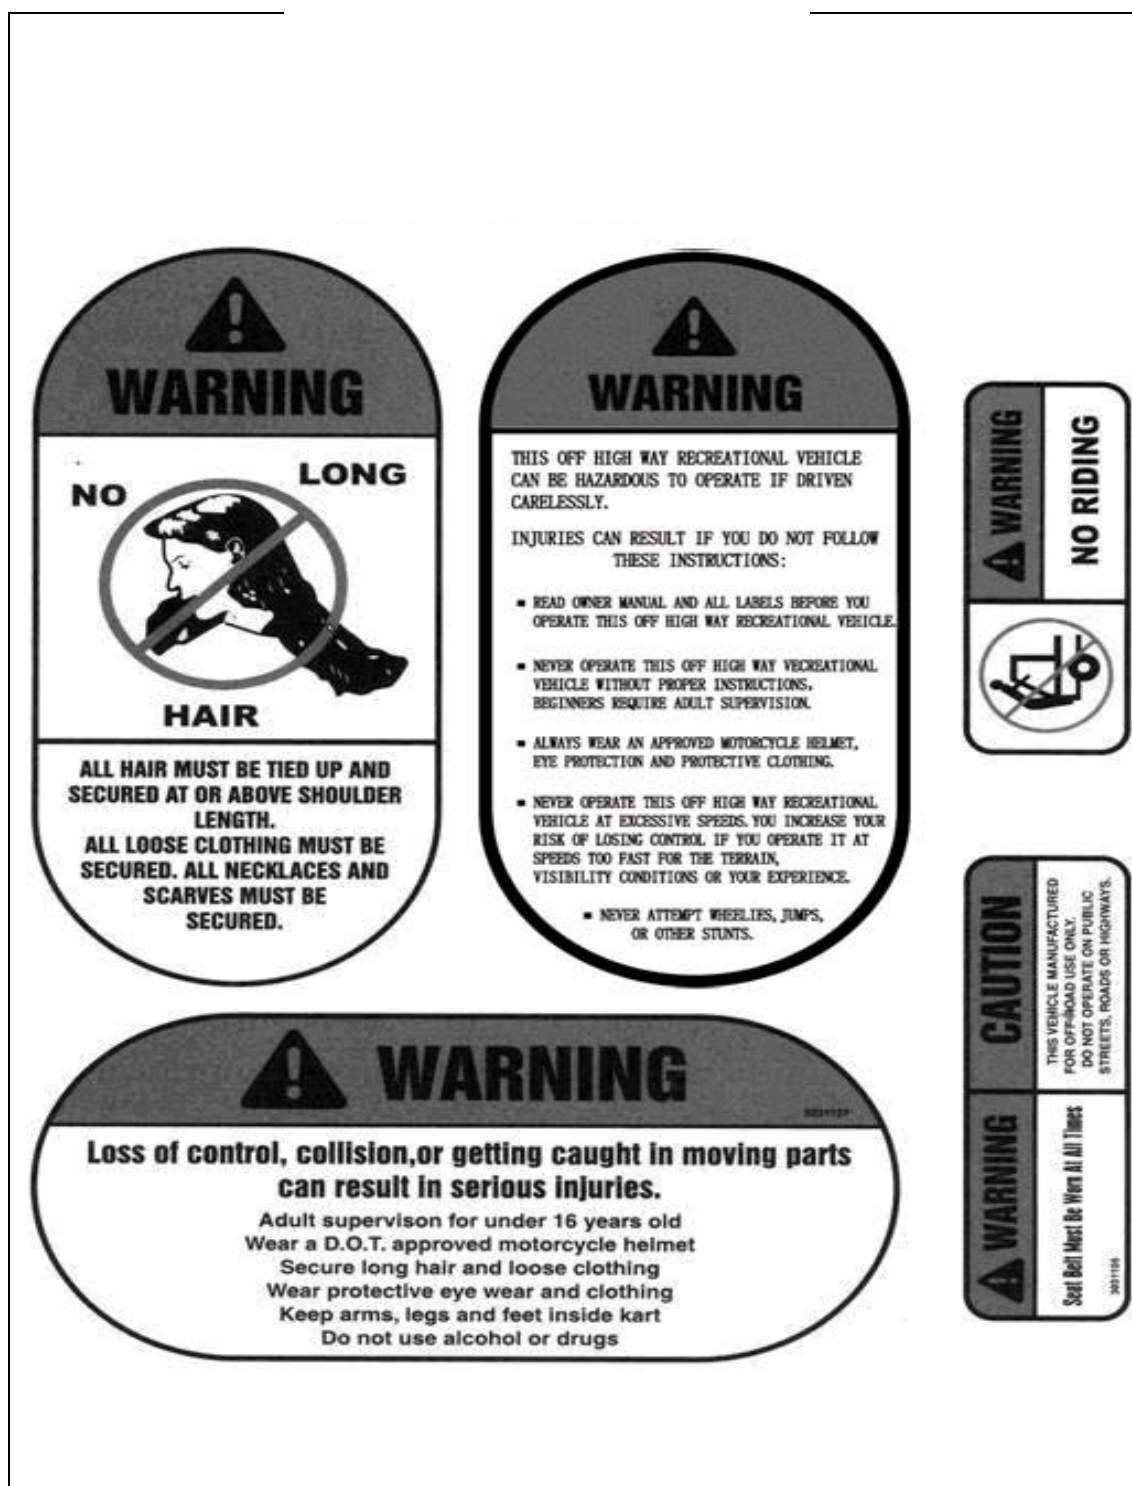 WARNING
NO
LONG
HAIR
ALL HAIR MUST BE TIED UP AND
SECURED AT OR ABOVE SHOULDER
LENGTH.
ALL LOOSE CLOTHING MUST BE
SECURED. ALL NECKLACES AND
SCARVES MUST BE
SECURED.
WARNING
THIS OFF HIGH WAY RECREATIONAL VEHICLE
CAN BE HAZARDOUS TO OPERATE IF DRIVEN
CARELESSLY.
INJURIES CAN RESULT IF YOU DO NOT FOLLOW
THESE INSTRUCTIONS:
▪ READ OWNER MANUAL AND ALL LABELS BEFORE YOU
OPERATE THIS OFF HIGH WAY RECREATIONAL VEHICLE.
▪ NEVER OPERATE THIS OFF HIGH WAY VECREATIONAL
VEHICLE WITHOUT PROPER INSTRUCTIONS,
BEGINNERS REQUIRE ADULT SUPERVISION.
▪ ALWAYS WEAR AN APPROVED MOTORCYCLE HELMET,
EYE PROTECTION AND PROTECTIVE CLOTHING.
▪ NEVER OPERATE THIS OFF HIGH WAY RECREATIONAL
VEHICLE AT EXCESSIVE SPEEDS. YOU INCREASE YOUR
RISK OF LOSING CONTROL IF YOU OPERATE IT AT
SPEEDS TOO FAST FOR THE TERRAIN,
VISIBILITY CONDITIONS OR YOUR EXPERIENCE.
▪ NEVER ATTEMPT WHEELIES, JUMPS,
OR OTHER STUNTS.
WARNING
NO RIDING
WARNING
Loss of control, collision,or getting caught in moving parts
can result in serious injuries.
Adult supervison for under 16 years old
Wear a D.O.T. approved motorcycle helmet
Secure long hair and loose clothing
Wear protective eye wear and clothing
Keep arms, legs and feet inside kart
Do not use alcohol or drugs
CAUTION
THIS VEHICLE MANUFACTURED
FOR OFF-ROAD USE ONLY.
DO NOT OPERATE ON PUBLIC
STREETS, ROADS OR HIGHWAYS.
WARNING
Seat Belt Must Be Worn At All Times